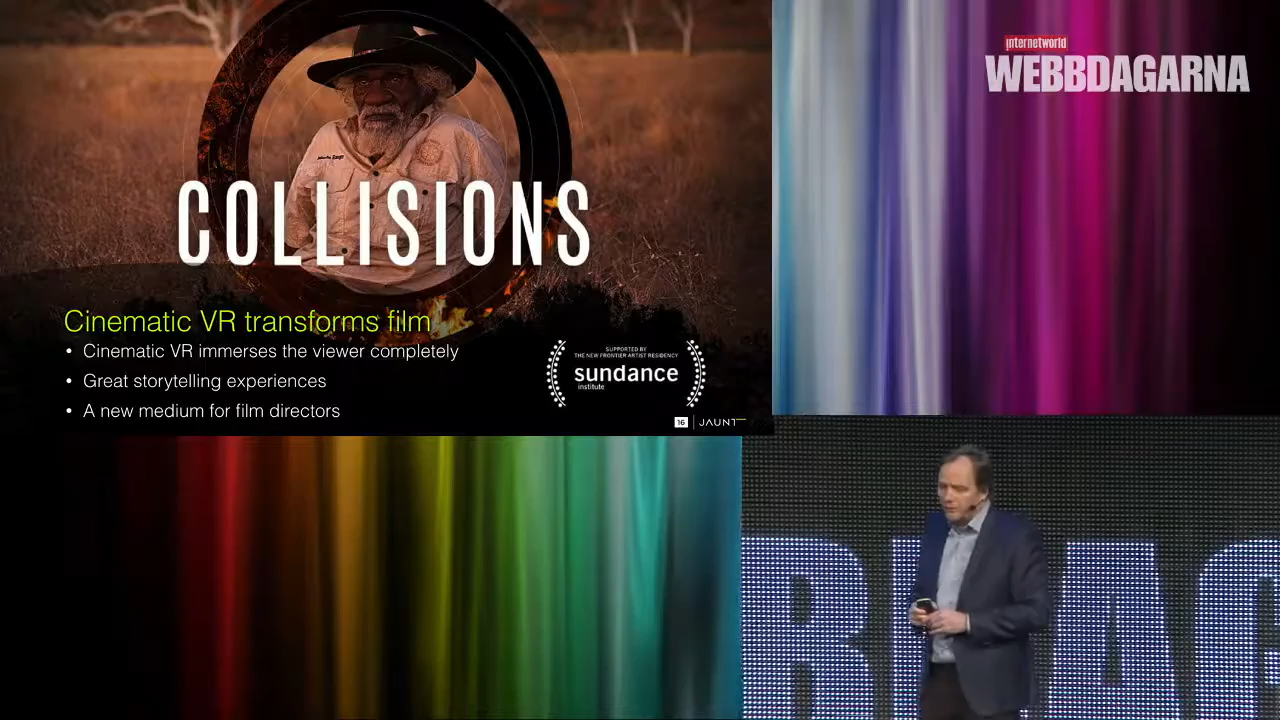 internetworld
WEBBDAGARNA
COLLISIONS
Cinematic VR transforms film
• Cinematic VR immerses the viewer completely
• Great storytelling experiences
• A new medium for film directors
SUPPORTED BY
THE NEW FRONTIER ARTIST RESIDENCY
sundance
institute
16 | JAUNT